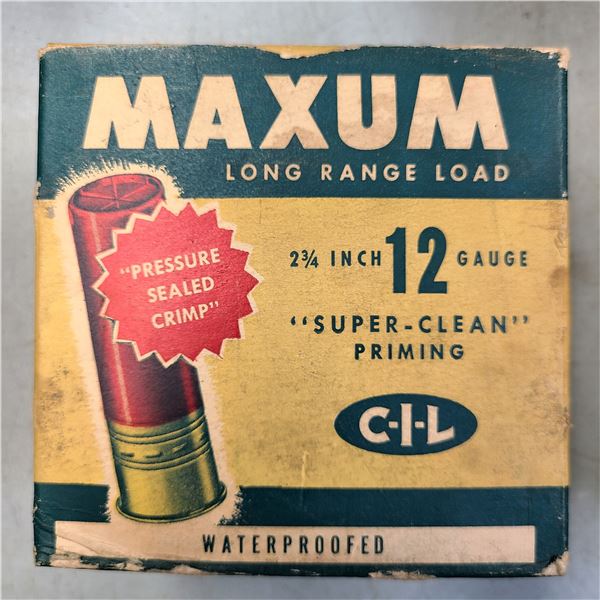 MAXUM
LONG RANGE LOAD
"PRESSURE
SEALED
CRIMP"
2¾ INCH 12 GAUGE
"SUPER-CLEAN"
PRIMING
C-I-L
WATERPROOFED